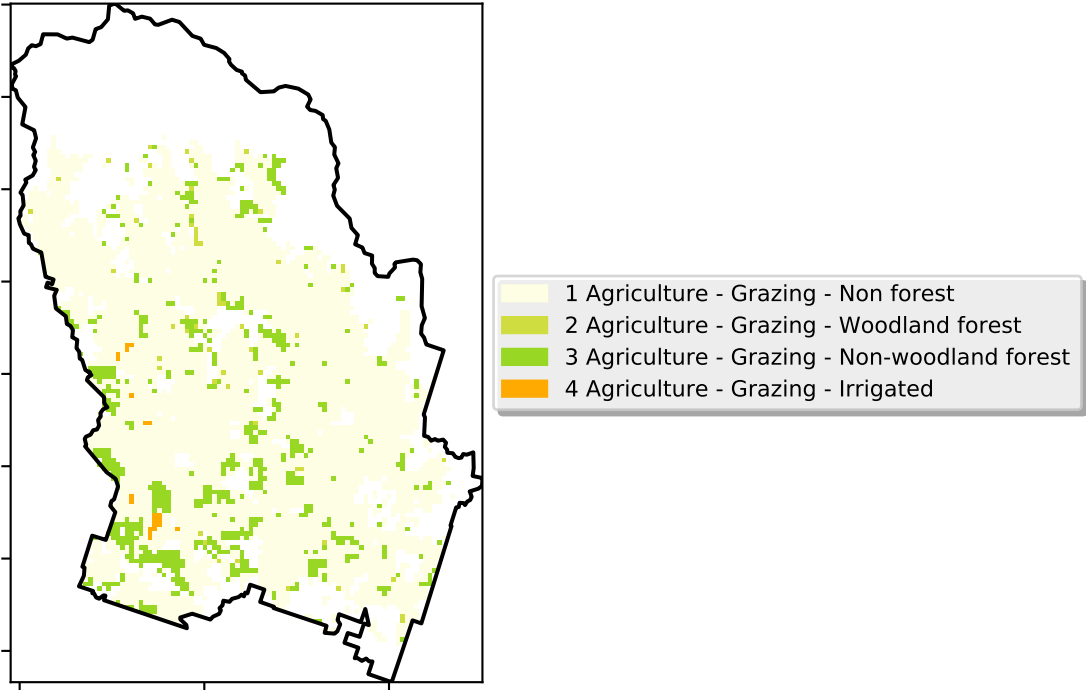 1 Agriculture - Grazing - Non forest
2 Agriculture - Grazing - Woodland forest
3 Agriculture - Grazing - Non-woodland forest
4 Agriculture - Grazing - Irrigated